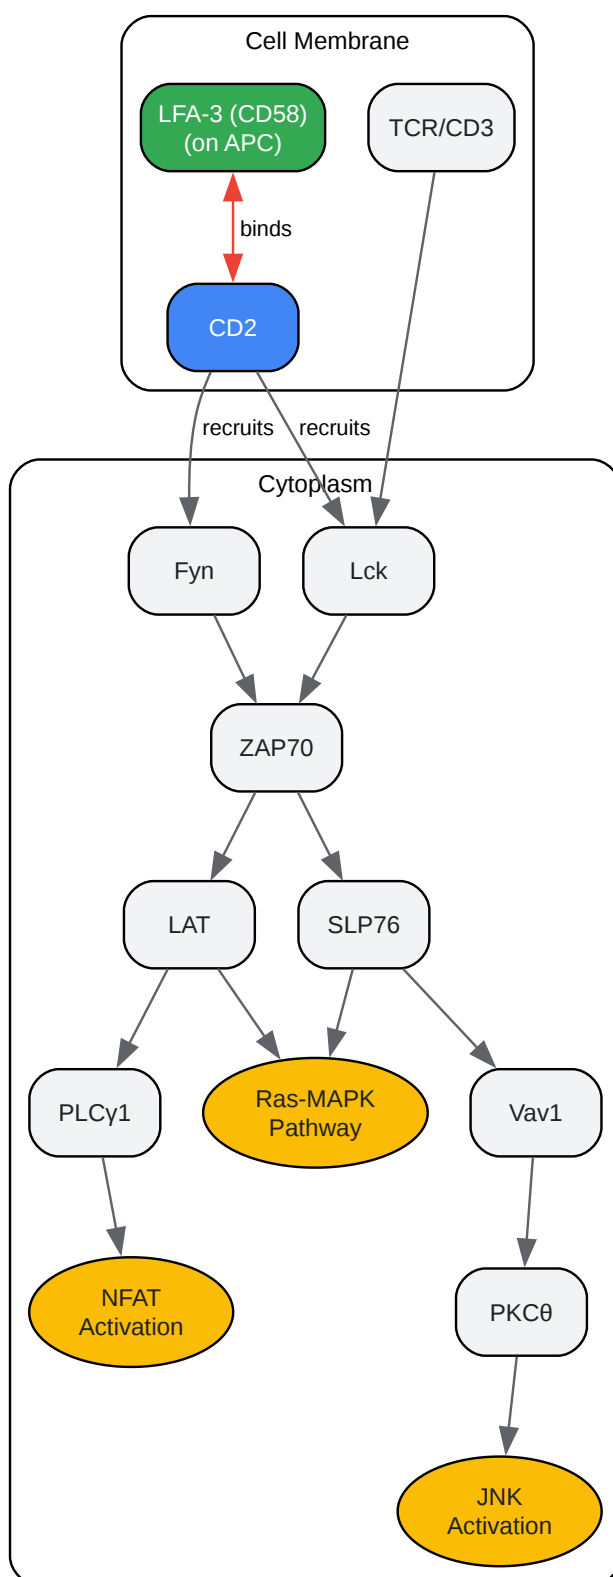 Cell Membrane
LFA-3 (CD58)
(on APC)
TCR/CD3
binds
CD2
recruits
recruits
Cytoplasm
Fyn
Lck
ZAP70
LAT
SLP76
PLCγ1
Ras-MAPK
Pathway
Vav1
NFAT
Activation
PKCθ
JNK
Activation